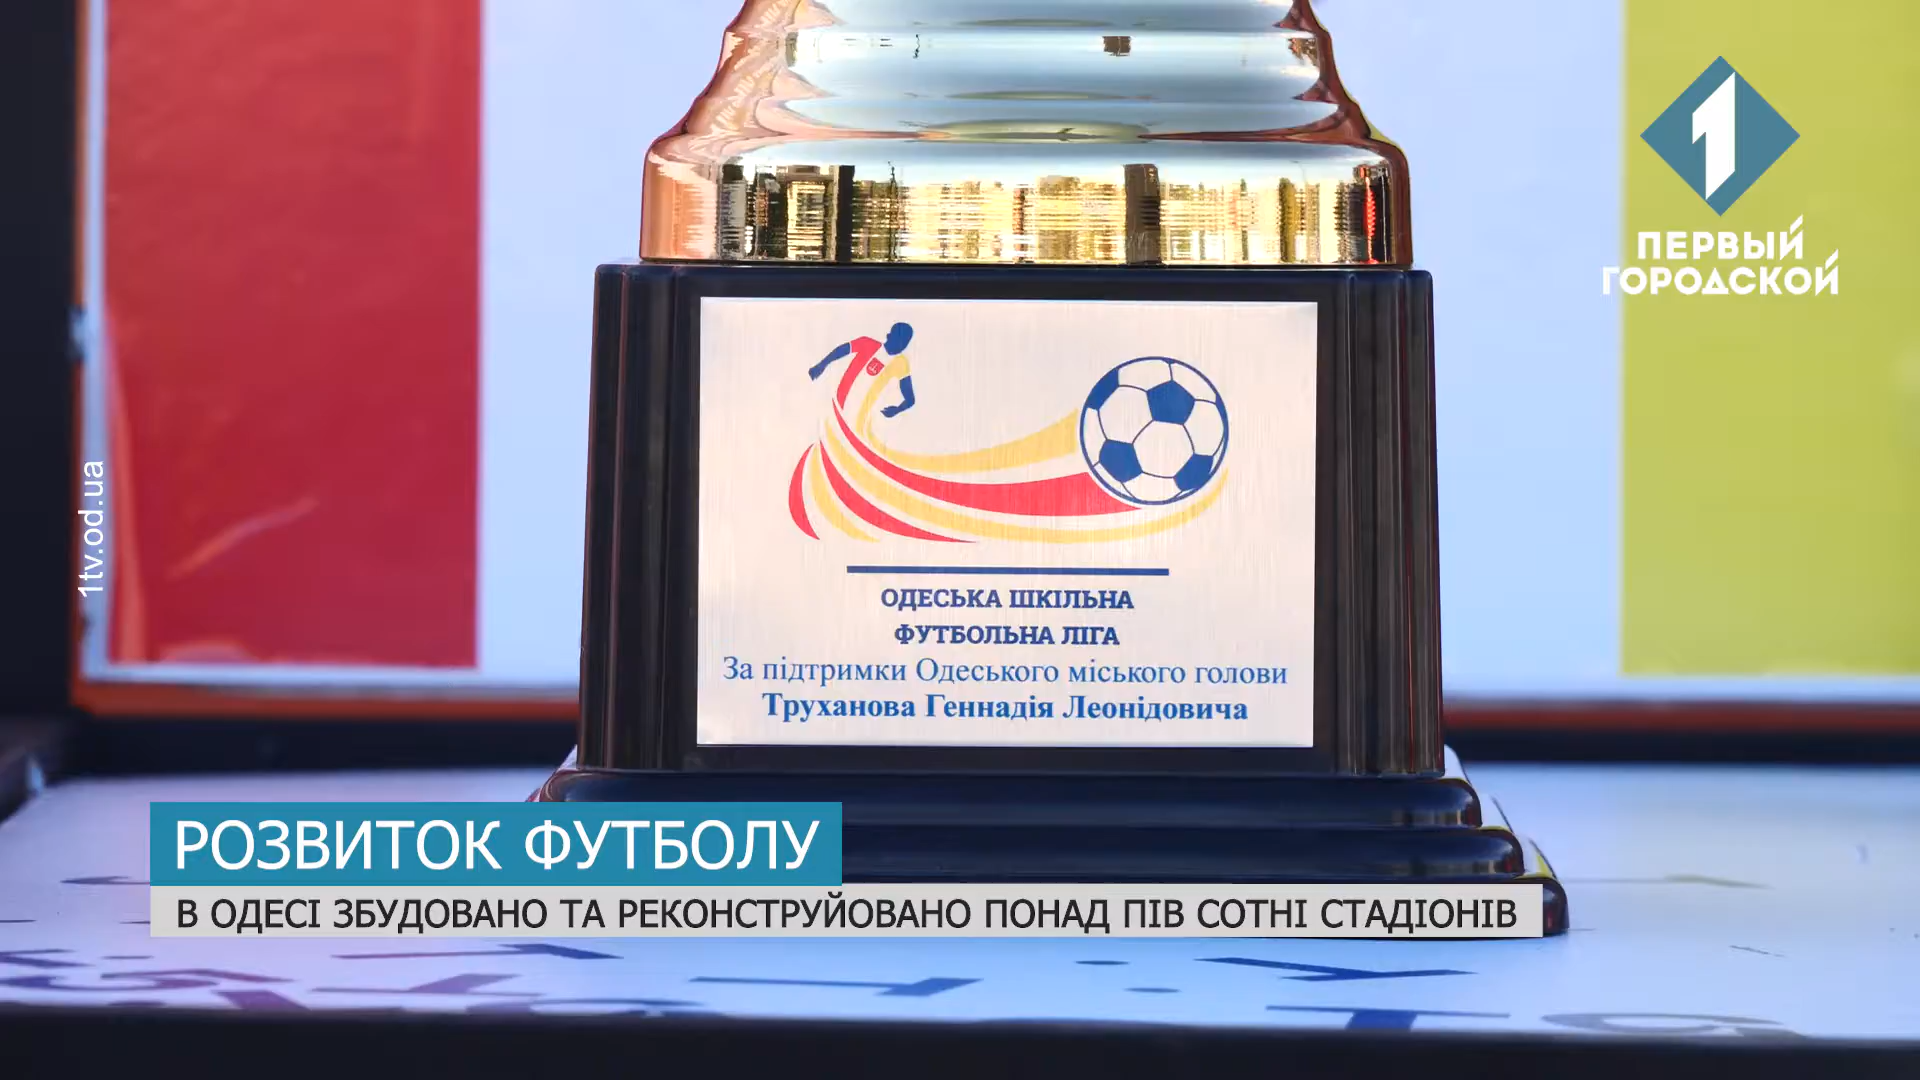 1
ПЕРВЫЙ
ГОРОДСКОЙ
1tv.od.ua
ОДЕСЬКА ШКІЛЬНА
ФУТБОЛЬНА ЛІГА
За підтримки Одеського міського голови
Труханова Геннадія Леонідовича
РОЗВИТОК ФУТБОЛУ
В ОДЕСІ ЗБУДОВАНО ТА РЕКОНСТРУЙОВАНО ПОНАД ПІВ СОТНІ СТАДІОНІВ